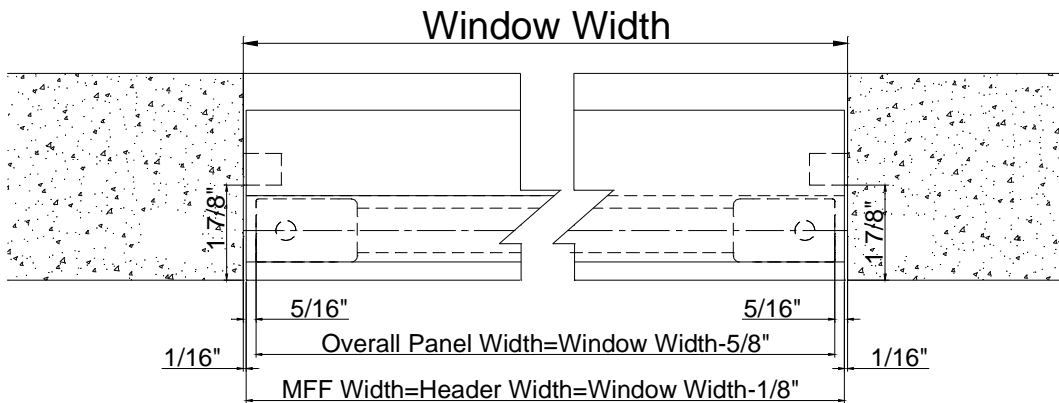 Window Width
1 7/8"
1 7/8"
5/16"
5/16"
Overall Panel Width=Window Width-5/8"
1/16"
1/16"
MFF Width=Header Width=Window Width-1/8"